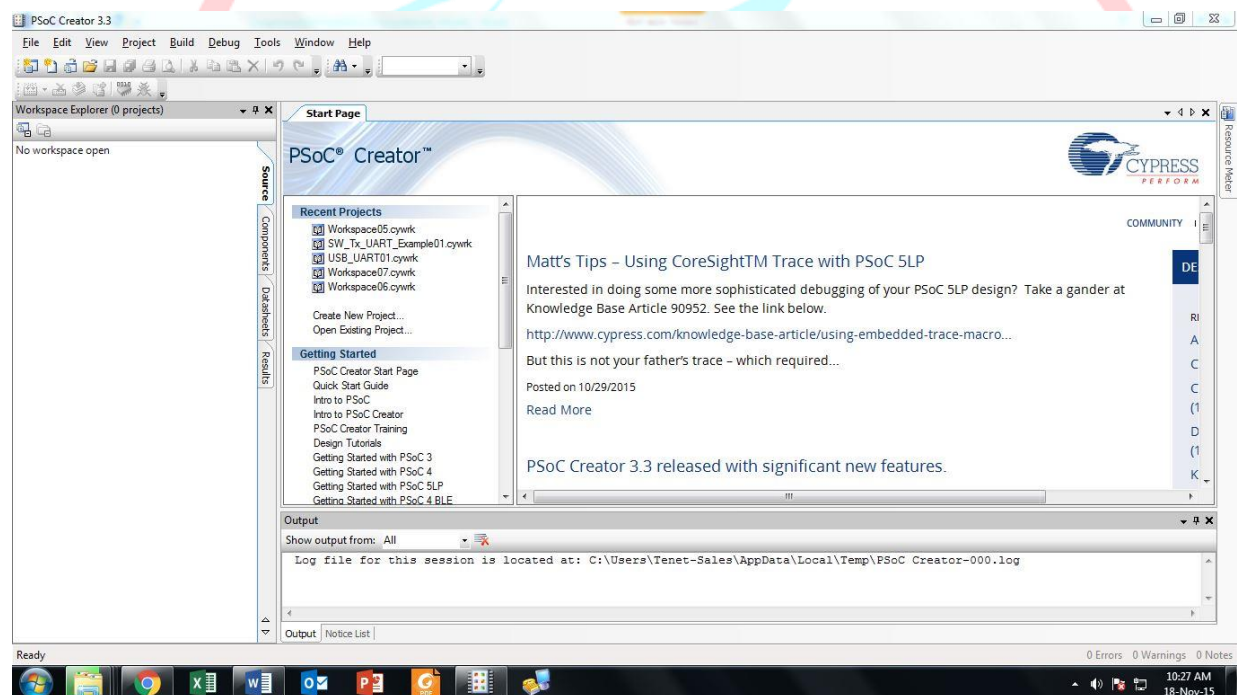 PSoC Creator 3.3
File Edit View Project Build Debug Tools Window Help
Workspace Explorer (0 projects)
No workspace open
Source
Components
Datasheets
Results
Start Page
PSoC® Creator™
CYPRESS
PERFORM
Recent Projects
Workspace05.cywrk
SW_Tx_UART_Example01.cywrk
USB_UART01.cywrk
Workspace07.cywrk
Workspace06.cywrk
Create New Project...
Open Existing Project...
Getting Started
PSoC Creator Start Page
Quick Start Guide
Intro to PSoC
Intro to PSoC Creator
PSoC Creator Training
Design Tutorials
Getting Started with PSoC 3
Getting Started with PSoC 4
Getting Started with PSoC 5LP
Getting Started with PSoC 4 BLE
COMMUNITY
Matt's Tips – Using CoreSightTM Trace with PSoC 5LP
Interested in doing some more sophisticated debugging of your PSoC 5LP design? Take a gander at
Knowledge Base Article 90952. See the link below.
http://www.cypress.com/knowledge-base-article/using-embedded-trace-macro...
But this is not your father's trace – which required...
Posted on 10/29/2015
Read More
PSoC Creator 3.3 released with significant new features.
DE
RI
A
C
C
(1
D
(1
K
Resource Meter
Output
Show output from: All
Log file for this session is located at: C:\Users\Tenet-Sales\AppData\Local\Temp\PSoC Creator-000.log
Output Notice List
Ready
0 Errors 0 Warnings 0 Notes
10:27 AM
18-Nov-15